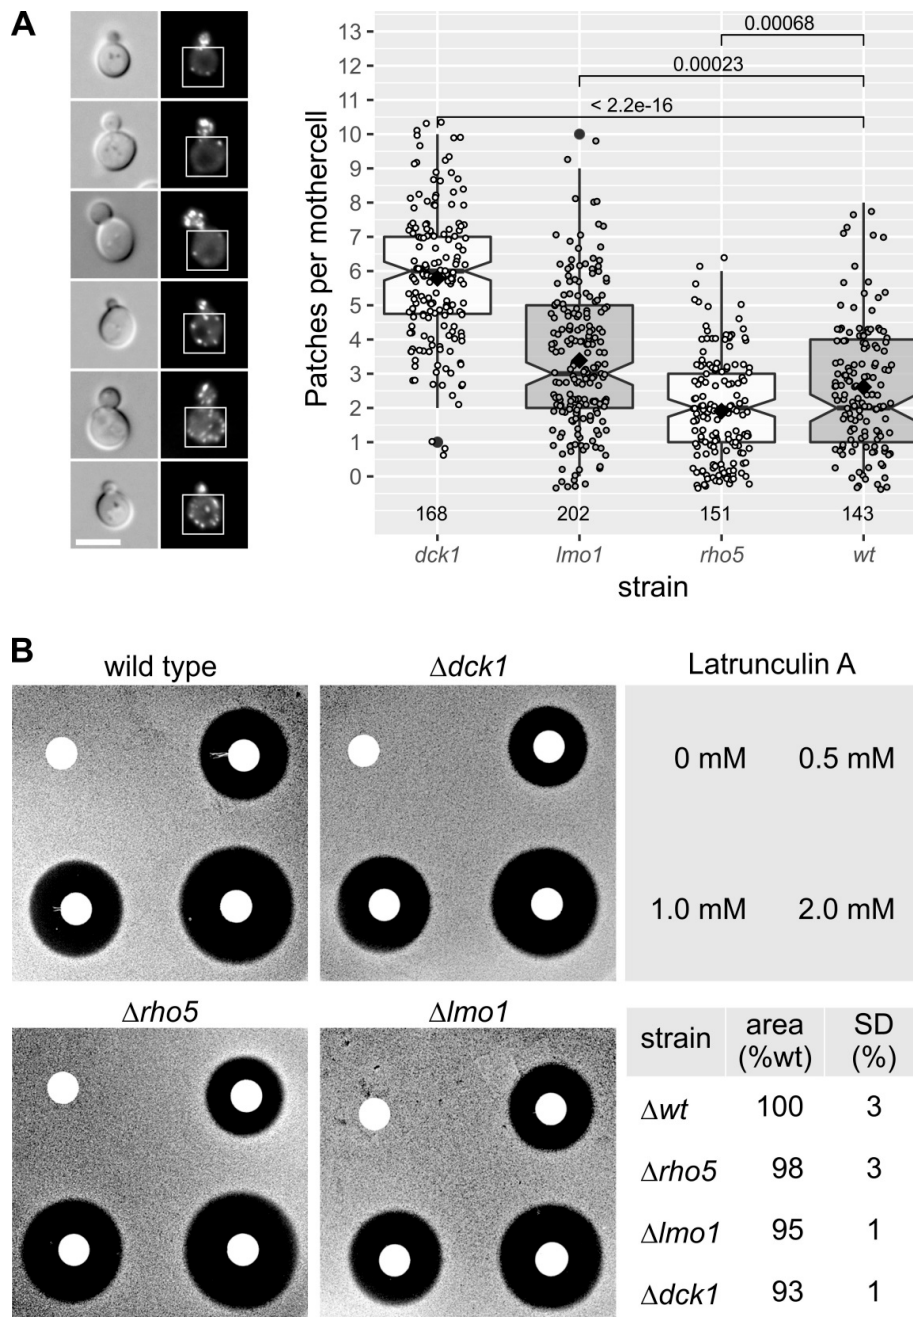 A
13
12
11
10
9
8
7
6
5
4
3
2
1
0
Patches per mothercell
0.00068
0.00023
< 2.2e-16
168 202 151 143
dck1 lmo1 rho5 wt
strain
B
wild type Δdck1 Latrunculin A
0 mM 0.5 mM
1.0 mM 2.0 mM
Δrho5 Δlmo1
strain area (%wt) SD (%)
Δwt 100 3
Δrho5 98 3
Δlmo1 95 1
Δdck1 93 1